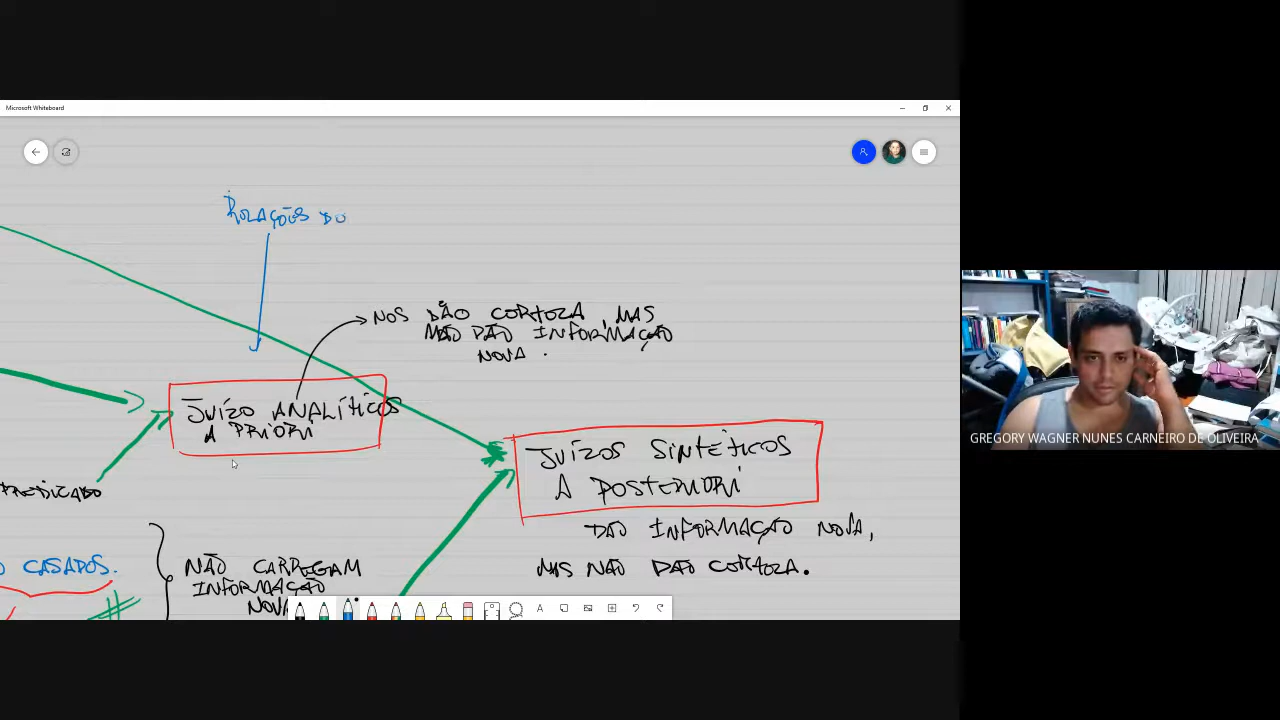 Microsoft Whiteboard
RELAÇÕES DO
NOS DÃO CERTEZA, MAS
NÃO DÃO INFORMAÇÃO
NOVA.
JUÍZO ANALÍTICOS
A PRIORI
JUÍZOS SINTÉTICOS
A POSTERIORI
PREDICADO
DÃO INFORMAÇÃO NOVA,
MAS NÃO DÃO CERTEZA.
O CASADOS.
NÃO CARREGAM
INFORMAÇÃO
NOVA
GREGORY WAGNER NUNES CARNEIRO DE OLIVEIRA